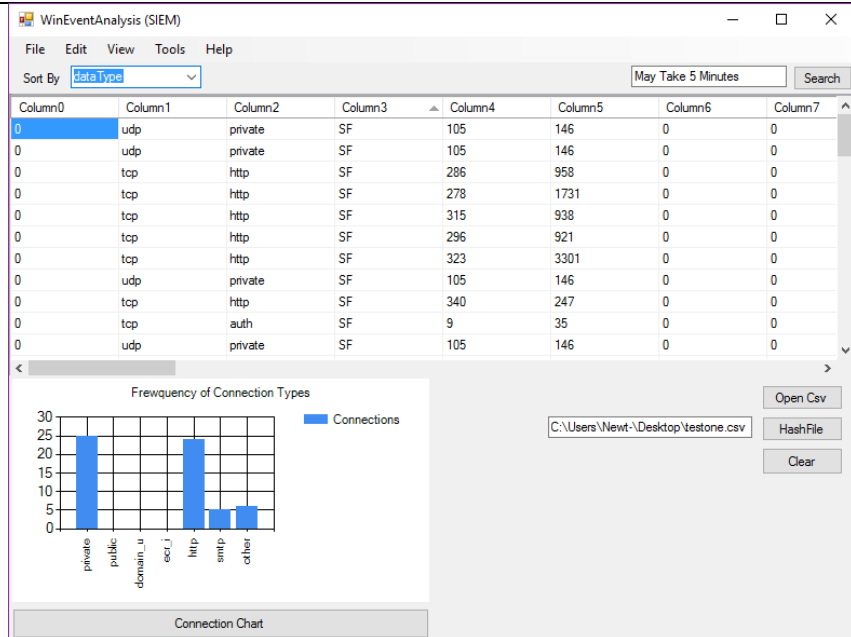 WinEventAnalysis (SIEM)
File Edit View Tools Help
Sort By dataType May Take 5 Minutes Search
Column0 Column1 Column2 Column3 Column4 Column5 Column6 Column7
0 udp private SF 105 146 0 0
0 udp private SF 105 146 0 0
0 tcp http SF 286 958 0 0
0 tcp http SF 278 1731 0 0
0 tcp http SF 315 938 0 0
0 tcp http SF 296 921 0 0
0 tcp http SF 323 3301 0 0
0 udp private SF 105 146 0 0
0 tcp http SF 340 247 0 0
0 tcp auth SF 9 35 0 0
0 udp private SF 105 146 0 0
Frewquency of Connection Types
Connections
30
25
20
15
10
5
0
private public domain_u ecr_i http smtp other
Connection Chart
Open Csv
C:\Users\Newt-\Desktop\testone.csv HashFile
Clear